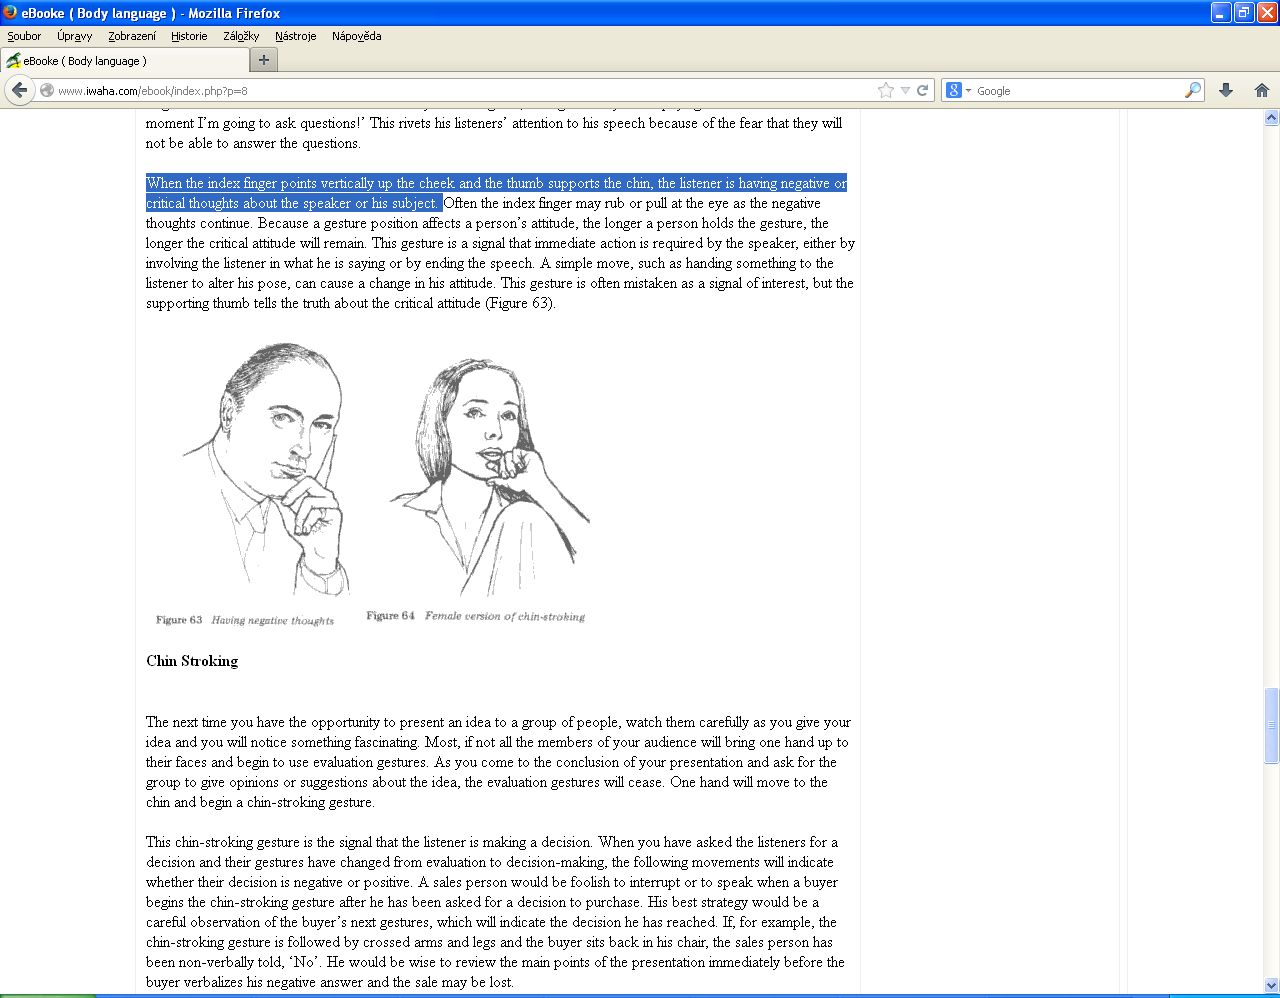 eBooke ( Body language ) - Mozilla Firefox
Soubor Úpravy Zobrazení Historie Záložky Nástroje Nápověda
eBooke ( Body language )
www.iwaha.com/ebook/index.php?p=8
Google
moment I’m going to ask questions!’ This rivets his listeners’ attention to his speech because of the fear that they will
not be able to answer the questions.
When the index finger points vertically up the cheek and the thumb supports the chin, the listener is having negative or
critical thoughts about the speaker or his subject. Often the index finger may rub or pull at the eye as the negative
thoughts continue. Because a gesture position affects a person’s attitude, the longer a person holds the gesture, the
longer the critical attitude will remain. This gesture is a signal that immediate action is required by the speaker, either by
involving the listener in what he is saying or by ending the speech. A simple move, such as handing something to the
listener to alter his pose, can cause a change in his attitude. This gesture is often mistaken as a signal of interest, but the
supporting thumb tells the truth about the critical attitude (Figure 63).
Figure 63 Having negative thoughts
Figure 64 Female version of chin-stroking
Chin Stroking
The next time you have the opportunity to present an idea to a group of people, watch them carefully as you give your
idea and you will notice something fascinating. Most, if not all the members of your audience will bring one hand up to
their faces and begin to use evaluation gestures. As you come to the conclusion of your presentation and ask for the
group to give opinions or suggestions about the idea, the evaluation gestures will cease. One hand will move to the
chin and begin a chin-stroking gesture.
This chin-stroking gesture is the signal that the listener is making a decision. When you have asked the listeners for a
decision and their gestures have changed from evaluation to decision-making, the following movements will indicate
whether their decision is negative or positive. A sales person would be foolish to interrupt or to speak when a buyer
begins the chin-stroking gesture after he has been asked for a decision to purchase. His best strategy would be a
careful observation of the buyer’s next gestures, which will indicate the decision he has reached. If, for example, the
chin-stroking gesture is followed by crossed arms and legs and the buyer sits back in his chair, the sales person has
been non-verbally told, ‘No’. He would be wise to review the main points of the presentation immediately before the
buyer verbalizes his negative answer and the sale may be lost.